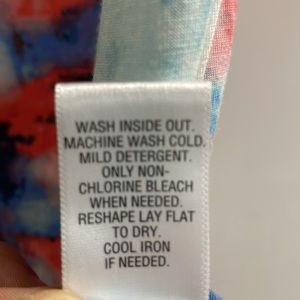 WASH INSIDE OUT.
MACHINE WASH COLD.
MILD DETERGENT.
ONLY NON-
CHLORINE BLEACH
WHEN NEEDED.
RESHAPE LAY FLAT
TO DRY.
COOL IRON
IF NEEDED.